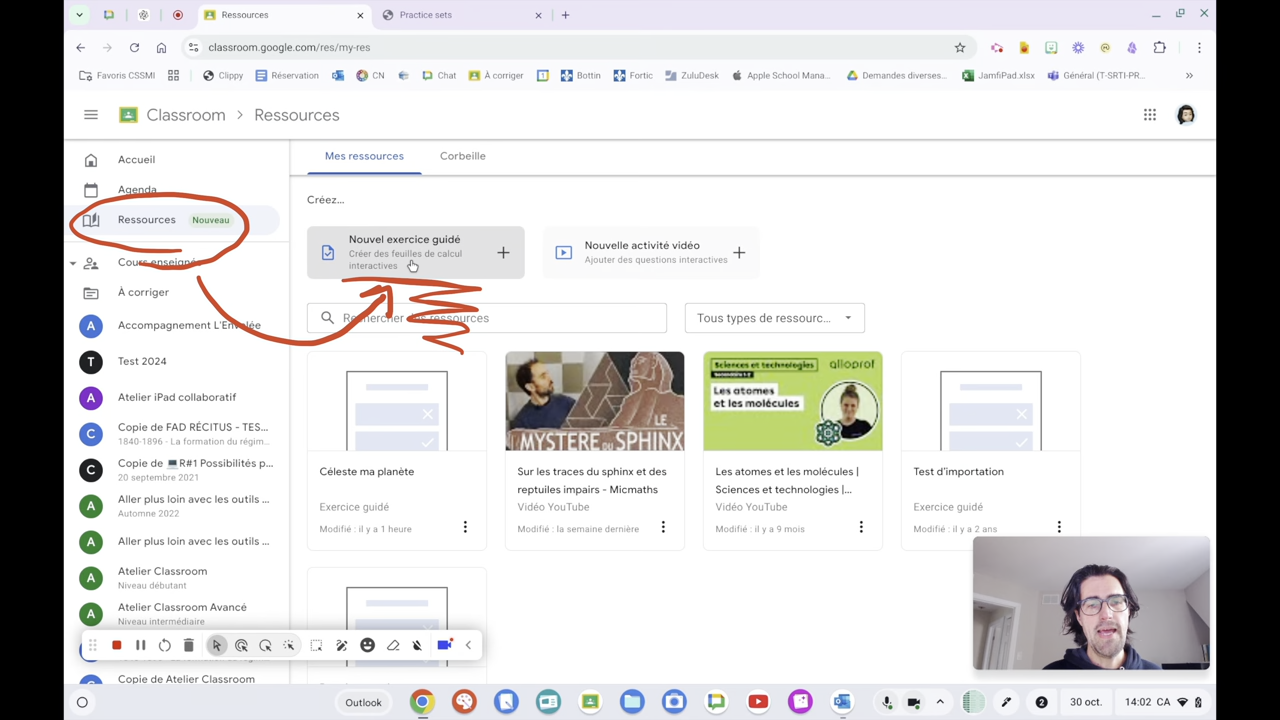 Ressources
Practice sets
classroom.google.com/res/my-res
Favoris CSSMI
Clippy
Réservation
CN
Chat
À corriger
Bottin
Fortic
ZuluDesk
Apple School Mana...
Demandes diverses...
JamfiPad.xlsx
Général (T-SRTI-PR...
Classroom > Ressources
Accueil
Agenda
Ressources Nouveau
Cours enseignés
À corriger
A Accompagnement L'Envolée
T Test 2024
A Atelier iPad collaboratif
C Copie de FAD RÉCITUS - TES...
1840-1896 · La formation du régim...
C Copie de 💻R#1 Possibilités p...
20 septembre 2021
A Aller plus loin avec les outils ...
Automne 2022
A Aller plus loin avec les outils ...
A Atelier Classroom
Niveau débutant
A Atelier Classroom Avancé
Niveau intermédiaire
Copie de Atelier Classroom
Mes ressources
Corbeille
Créez...
Nouvel exercice guidé
Créer des feuilles de calcul
interactives
Nouvelle activité vidéo
Ajouter des questions interactives
Rechercher des ressources
Tous types de ressourc...
Céleste ma planète
Exercice guidé
Modifié : il y a 1 heure
LE
MYSTÈRE DU SPHINX
Sur les traces du sphinx et des
reptuiles impairs - Micmaths
Vidéo YouTube
Modifié : la semaine dernière
Sciences et technologies
alloprof
Les atomes
et les molécules
Les atomes et les molécules |
Sciences et technologies |...
Vidéo YouTube
Modifié : il y a 9 mois
Test d'importation
Exercice guidé
Modifié : il y a 2 ans
Outlook
2
30 oct.
14:02 CA